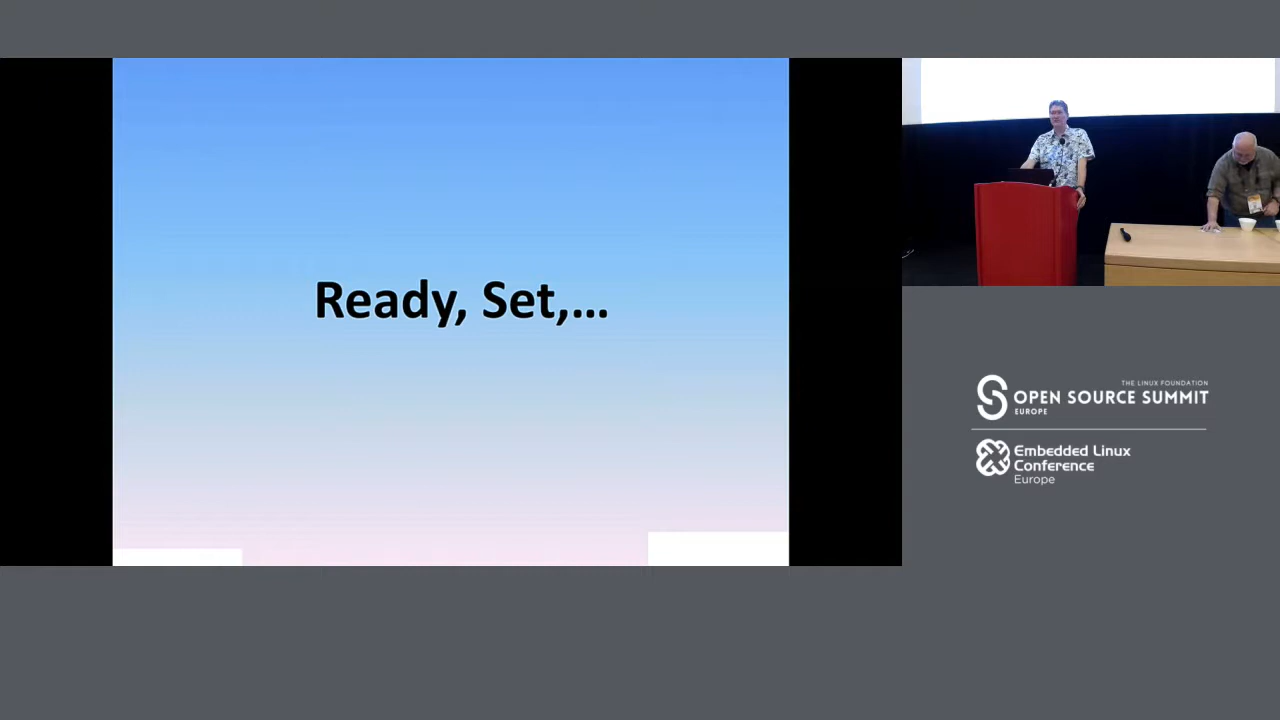 Ready, Set,...
THE LINUX FOUNDATION
OPEN SOURCE SUMMIT
EUROPE
Embedded Linux
Conference
Europe